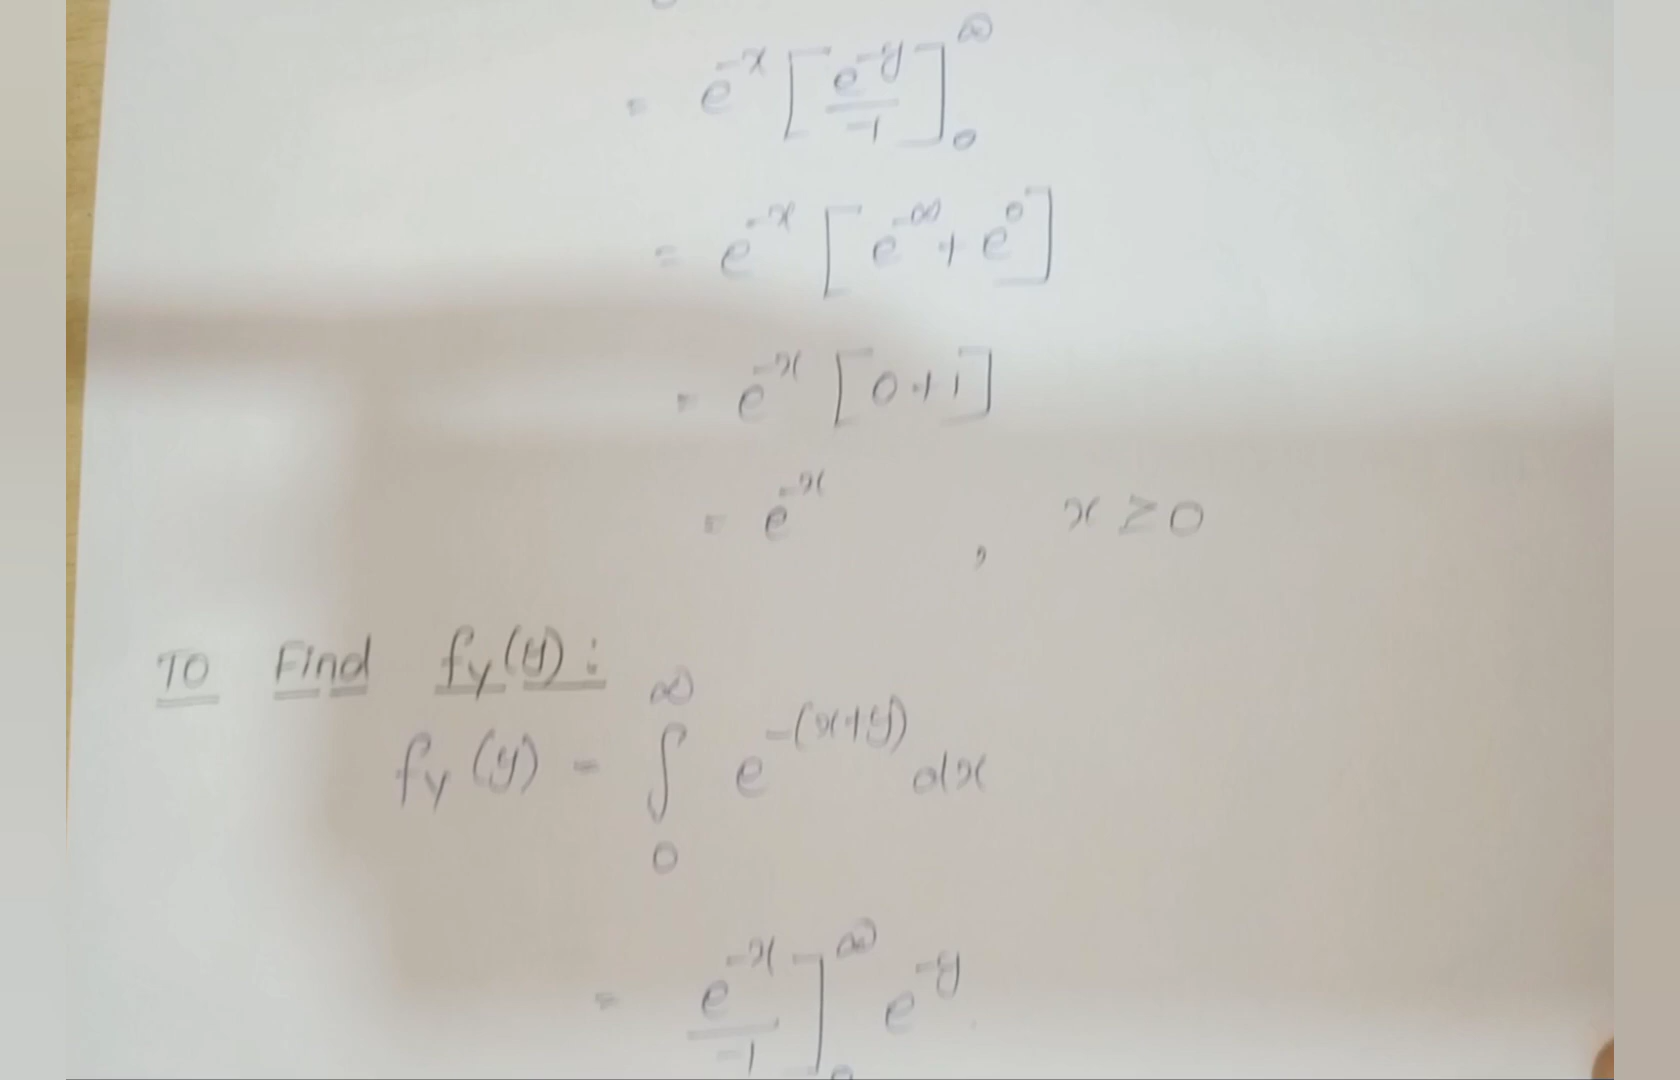 = e^{-x} [ e^{-y} / -1 ]_0^∞
= e^{-x} [ e^{-∞} + e^0 ]
= e^{-x} [ 0 + 1 ]
= e^{-x} , x ≥ 0
TO Find f_Y(y):
f_Y(y) = ∫_0^∞ e^{-(x+y)} dx
= e^{-x} / -1 ]_0^∞ e^{-y}